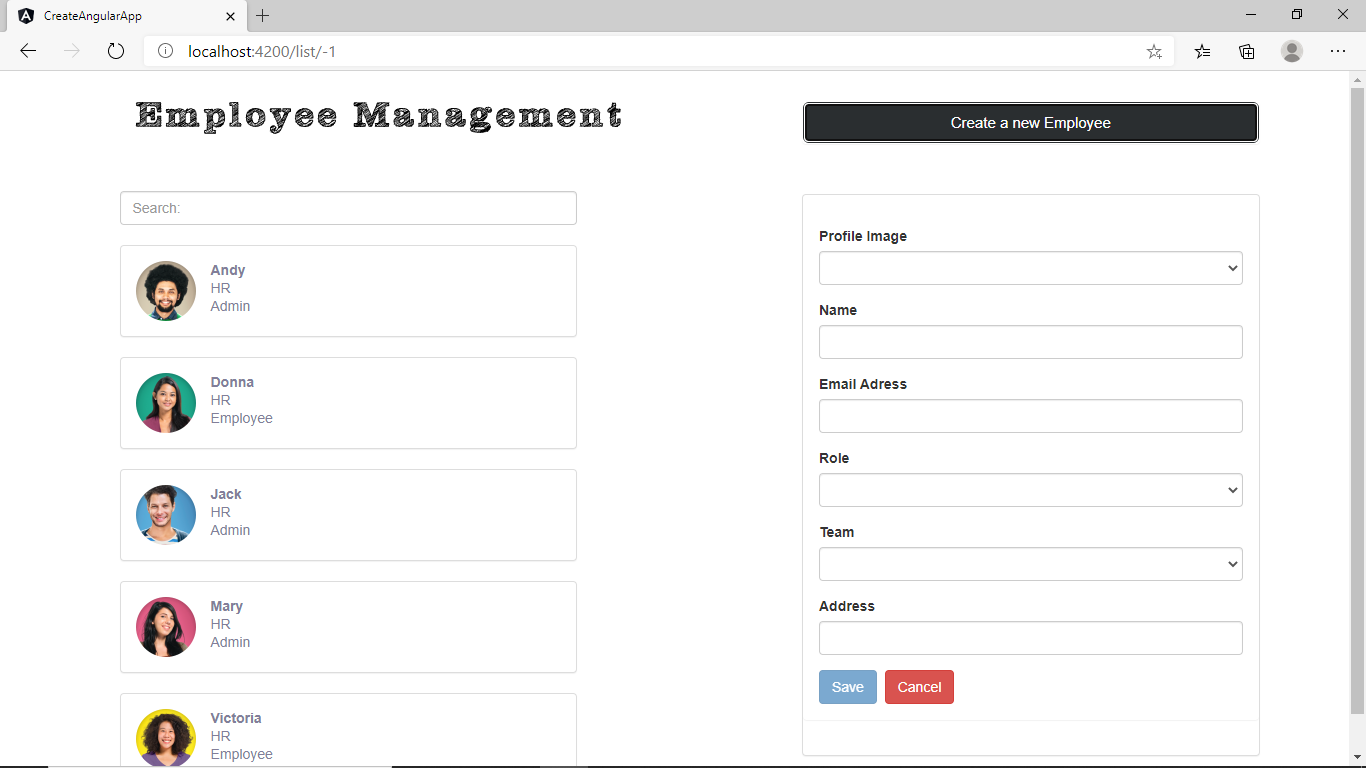 CreateAngularApp
localhost:4200/list/-1
Employee Management
Create a new Employee
Search:
Andy
HR
Admin
Donna
HR
Employee
Jack
HR
Admin
Mary
HR
Admin
Victoria
HR
Employee
Profile Image
Name
Email Adress
Role
Team
Address
Save
Cancel